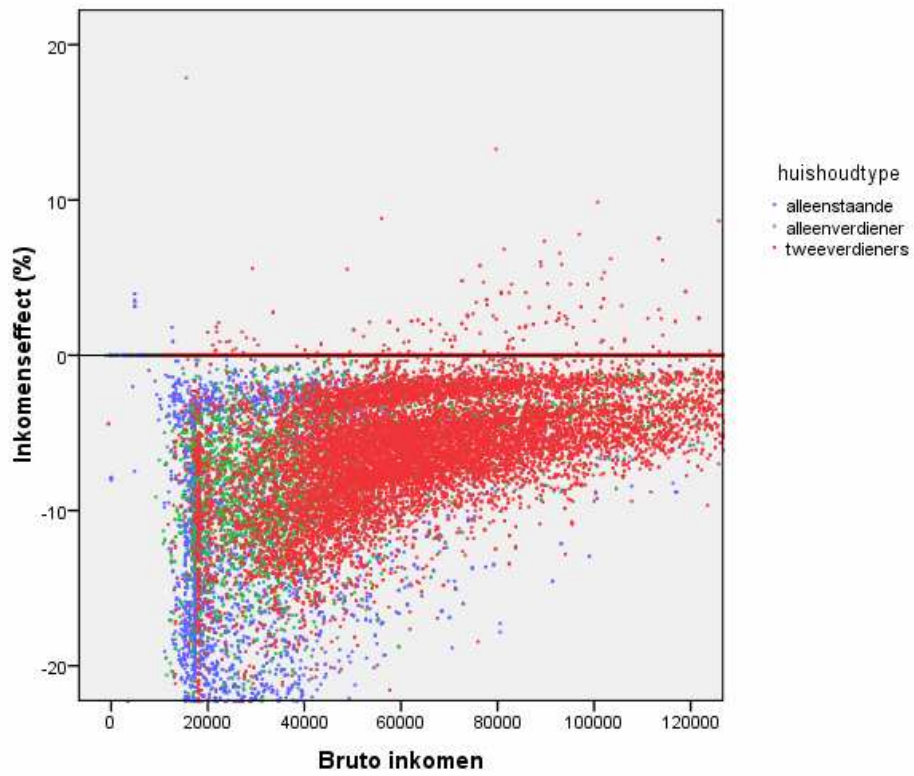 20
10
0
-10
-20
Inkomenseffect (%)
0 20000 40000 60000 80000 100000 120000
Bruto inkomen
huishoudtype
alleenstaande
alleenverdiener
tweeverdieners